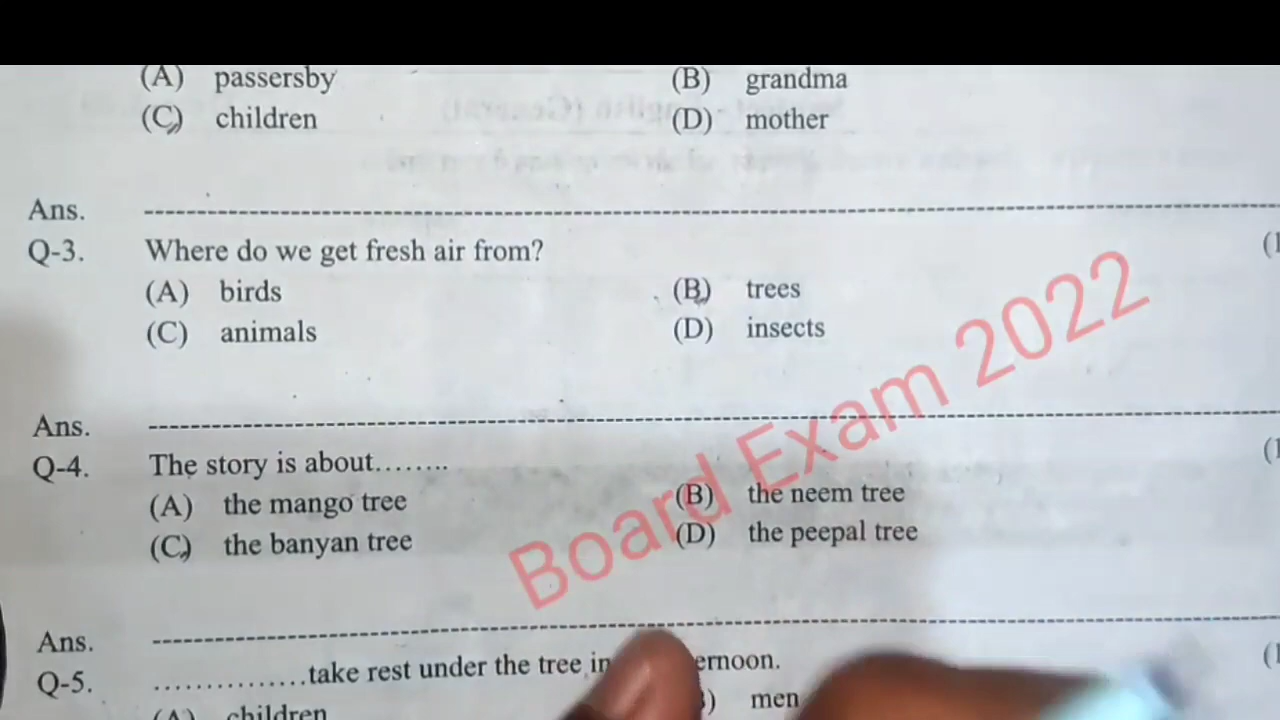 (A) passersby (B) grandma
(C) children (D) mother
Ans.
Q-3. Where do we get fresh air from?
(A) birds (B) trees
(C) animals (D) insects
Ans.
Q-4. The story is about........
(A) the mango tree (B) the neem tree
(C) the banyan tree (D) the peepal tree
Ans.
Q-5. ...............take rest under the tree in ernoon.
(A) children men
Board Exam 2022